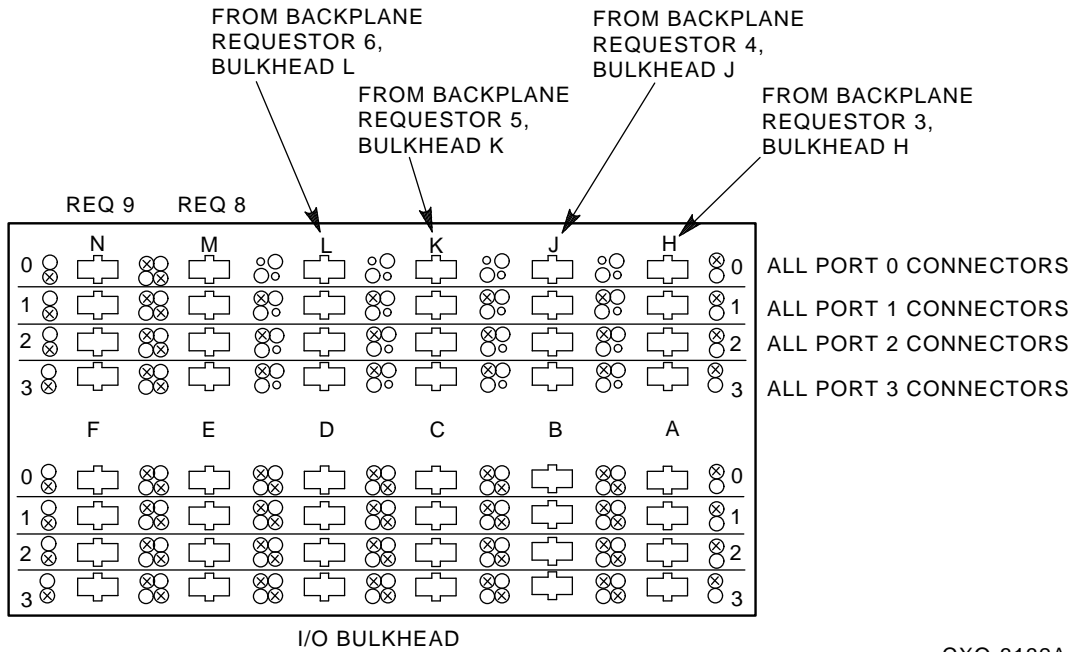 FROM BACKPLANE
REQUESTOR 6,
BULKHEAD L
FROM BACKPLANE
REQUESTOR 4,
BULKHEAD J
FROM BACKPLANE
REQUESTOR 5,
BULKHEAD K
FROM BACKPLANE
REQUESTOR 3,
BULKHEAD H
REQ 9 REQ 8
N M L K J H
0 0 ALL PORT 0 CONNECTORS
1 1 ALL PORT 1 CONNECTORS
2 2 ALL PORT 2 CONNECTORS
3 3 ALL PORT 3 CONNECTORS
F E D C B A
0 0
1 1
2 2
3 3
I/O BULKHEAD